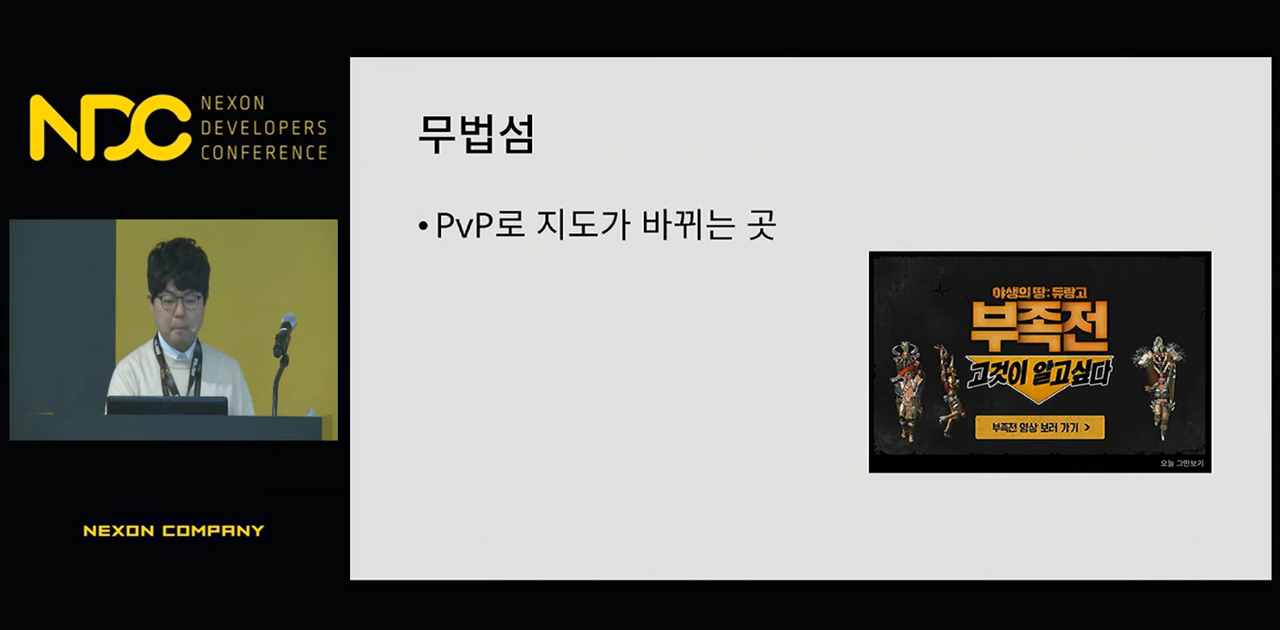 NDC
NEXON
DEVELOPERS
CONFERENCE
무법섬
•PvP로 지도가 바뀌는 곳
야생의 땅:듀랑고
부족전
고것이 알고싶다
부족전 영상 보러 가기 >
오늘 그만보기
NEXON COMPANY